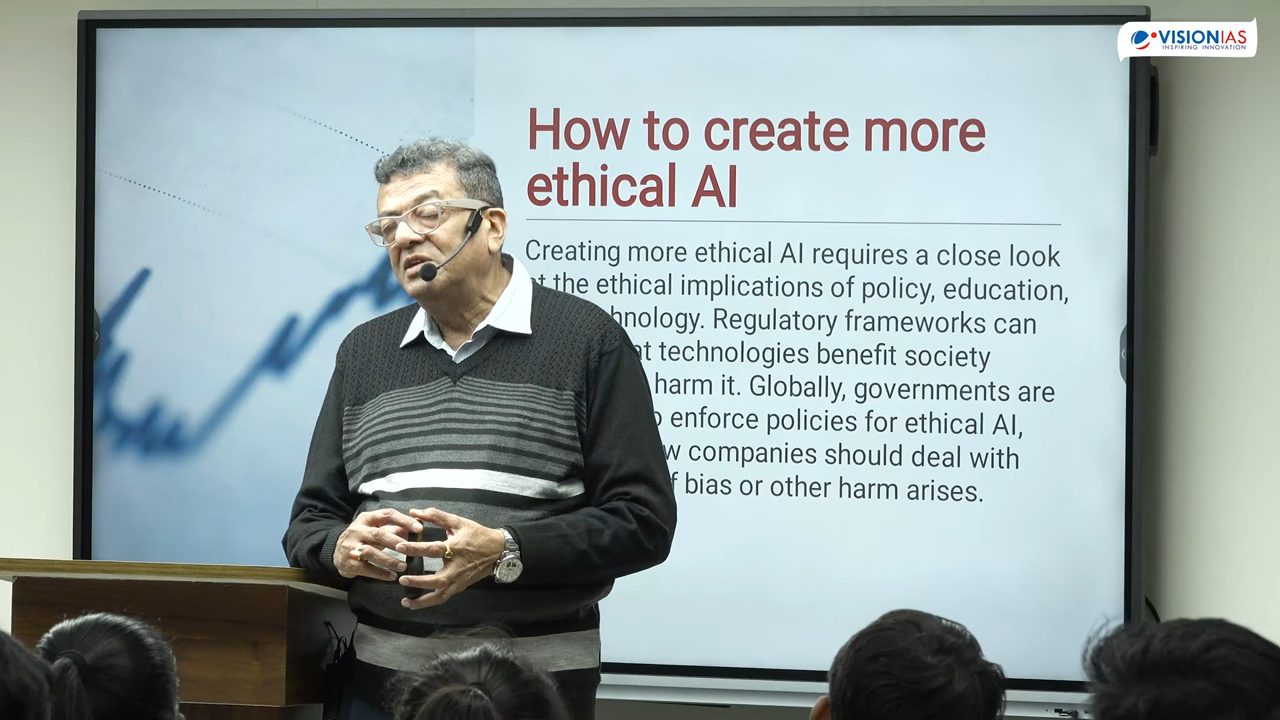 VISIONIAS
INSPIRING INNOVATION
How to create more
ethical AI
Creating more ethical AI requires a close look
the ethical implications of policy, education,
Regulatory frameworks can
technologies benefit society
harm it. Globally, governments are
enforce policies for ethical AI,
companies should deal with
bias or other harm arises.